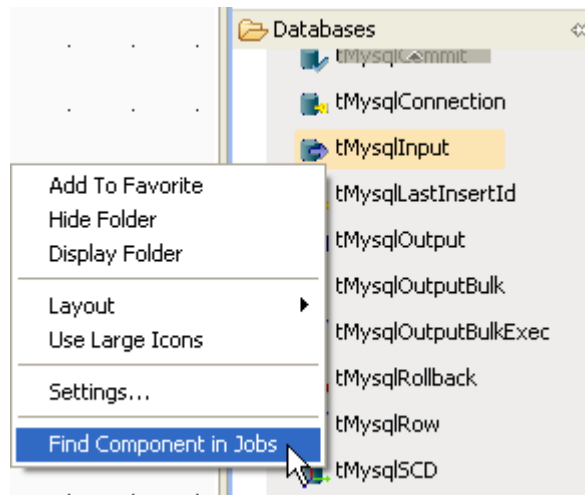 Databases
tMysqlCommit
tMysqlConnection
tMysqlInput
tMysqlLastInsertId
tMysqlOutput
tMysqlOutputBulk
tMysqlOutputBulkExec
tMysqlRollback
tMysqlRow
tMysqlSCD
Add To Favorite
Hide Folder
Display Folder
Layout
Use Large Icons
Settings...
Find Component in Jobs